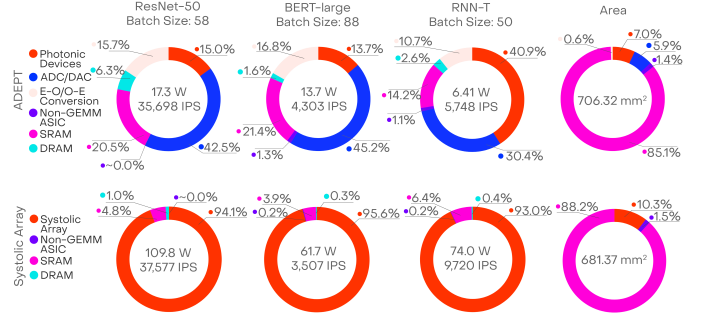 ResNet-50
Batch Size: 58
BERT-large
Batch Size: 88
RNN-T
Batch Size: 50
Area
ADEPT
Photonic
Devices
ADC/DAC
E-O/O-E
Conversion
Non-GEMM
ASIC
SRAM
DRAM
15.7%
15.0%
6.3%
17.3 W
35,698 IPS
20.5%
~0.0%
42.5%
16.8%
13.7%
1.6%
13.7 W
4,303 IPS
21.4%
1.3%
45.2%
10.7%
40.9%
2.6%
6.41 W
5,748 IPS
14.2%
1.1%
30.4%
0.6%
7.0%
5.9%
1.4%
706.32 mm²
85.1%
Systolic Array
Systolic
Array
Non-GEMM
ASIC
SRAM
DRAM
1.0%
~0.0%
4.8%
94.1%
109.8 W
37,577 IPS
3.9%
0.3%
0.2%
95.6%
61.7 W
3,507 IPS
6.4%
0.4%
0.2%
93.0%
74.0 W
9,720 IPS
88.2%
10.3%
1.5%
681.37 mm²